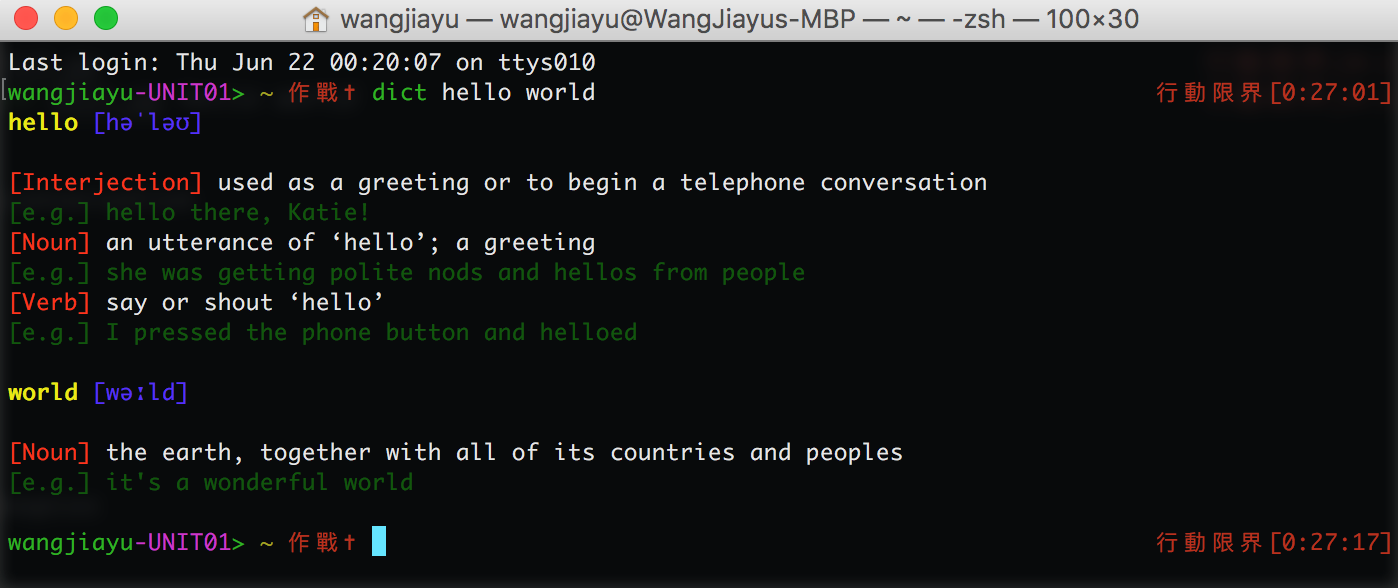 wangjiayu — wangjiayu@WangJiayus-MBP — ~ — -zsh — 100×30
Last login: Thu Jun 22 00:20:07 on ttys010
[wangjiayu-UNIT01> ~ 作戰✝ dict hello world 行動限界[0:27:01]
hello [həˈləʊ]
[Interjection] used as a greeting or to begin a telephone conversation
[e.g.] hello there, Katie!
[Noun] an utterance of ‘hello’; a greeting
[e.g.] she was getting polite nods and hellos from people
[Verb] say or shout ‘hello’
[e.g.] I pressed the phone button and helloed
world [wəːld]
[Noun] the earth, together with all of its countries and peoples
[e.g.] it's a wonderful world
wangjiayu-UNIT01> ~ 作戰✝ 行動限界[0:27:17]